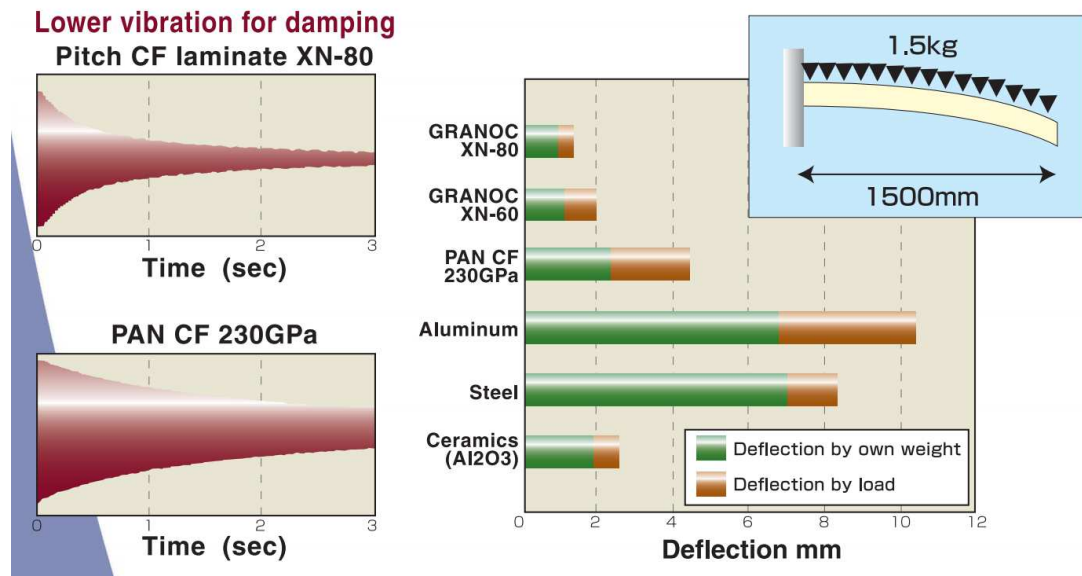 Lower vibration for damping
Pitch CF laminate XN-80
0 1 2 3
Time (sec)
PAN CF 230GPa
0 1 2 3
Time (sec)
1.5kg
1500mm
GRANOC
XN-80
GRANOC
XN-60
PAN CF
230GPa
Aluminum
Steel
Ceramics
(Al2O3)
Deflection by own weight
Deflection by load
0 2 4 6 8 10 12
Deflection mm